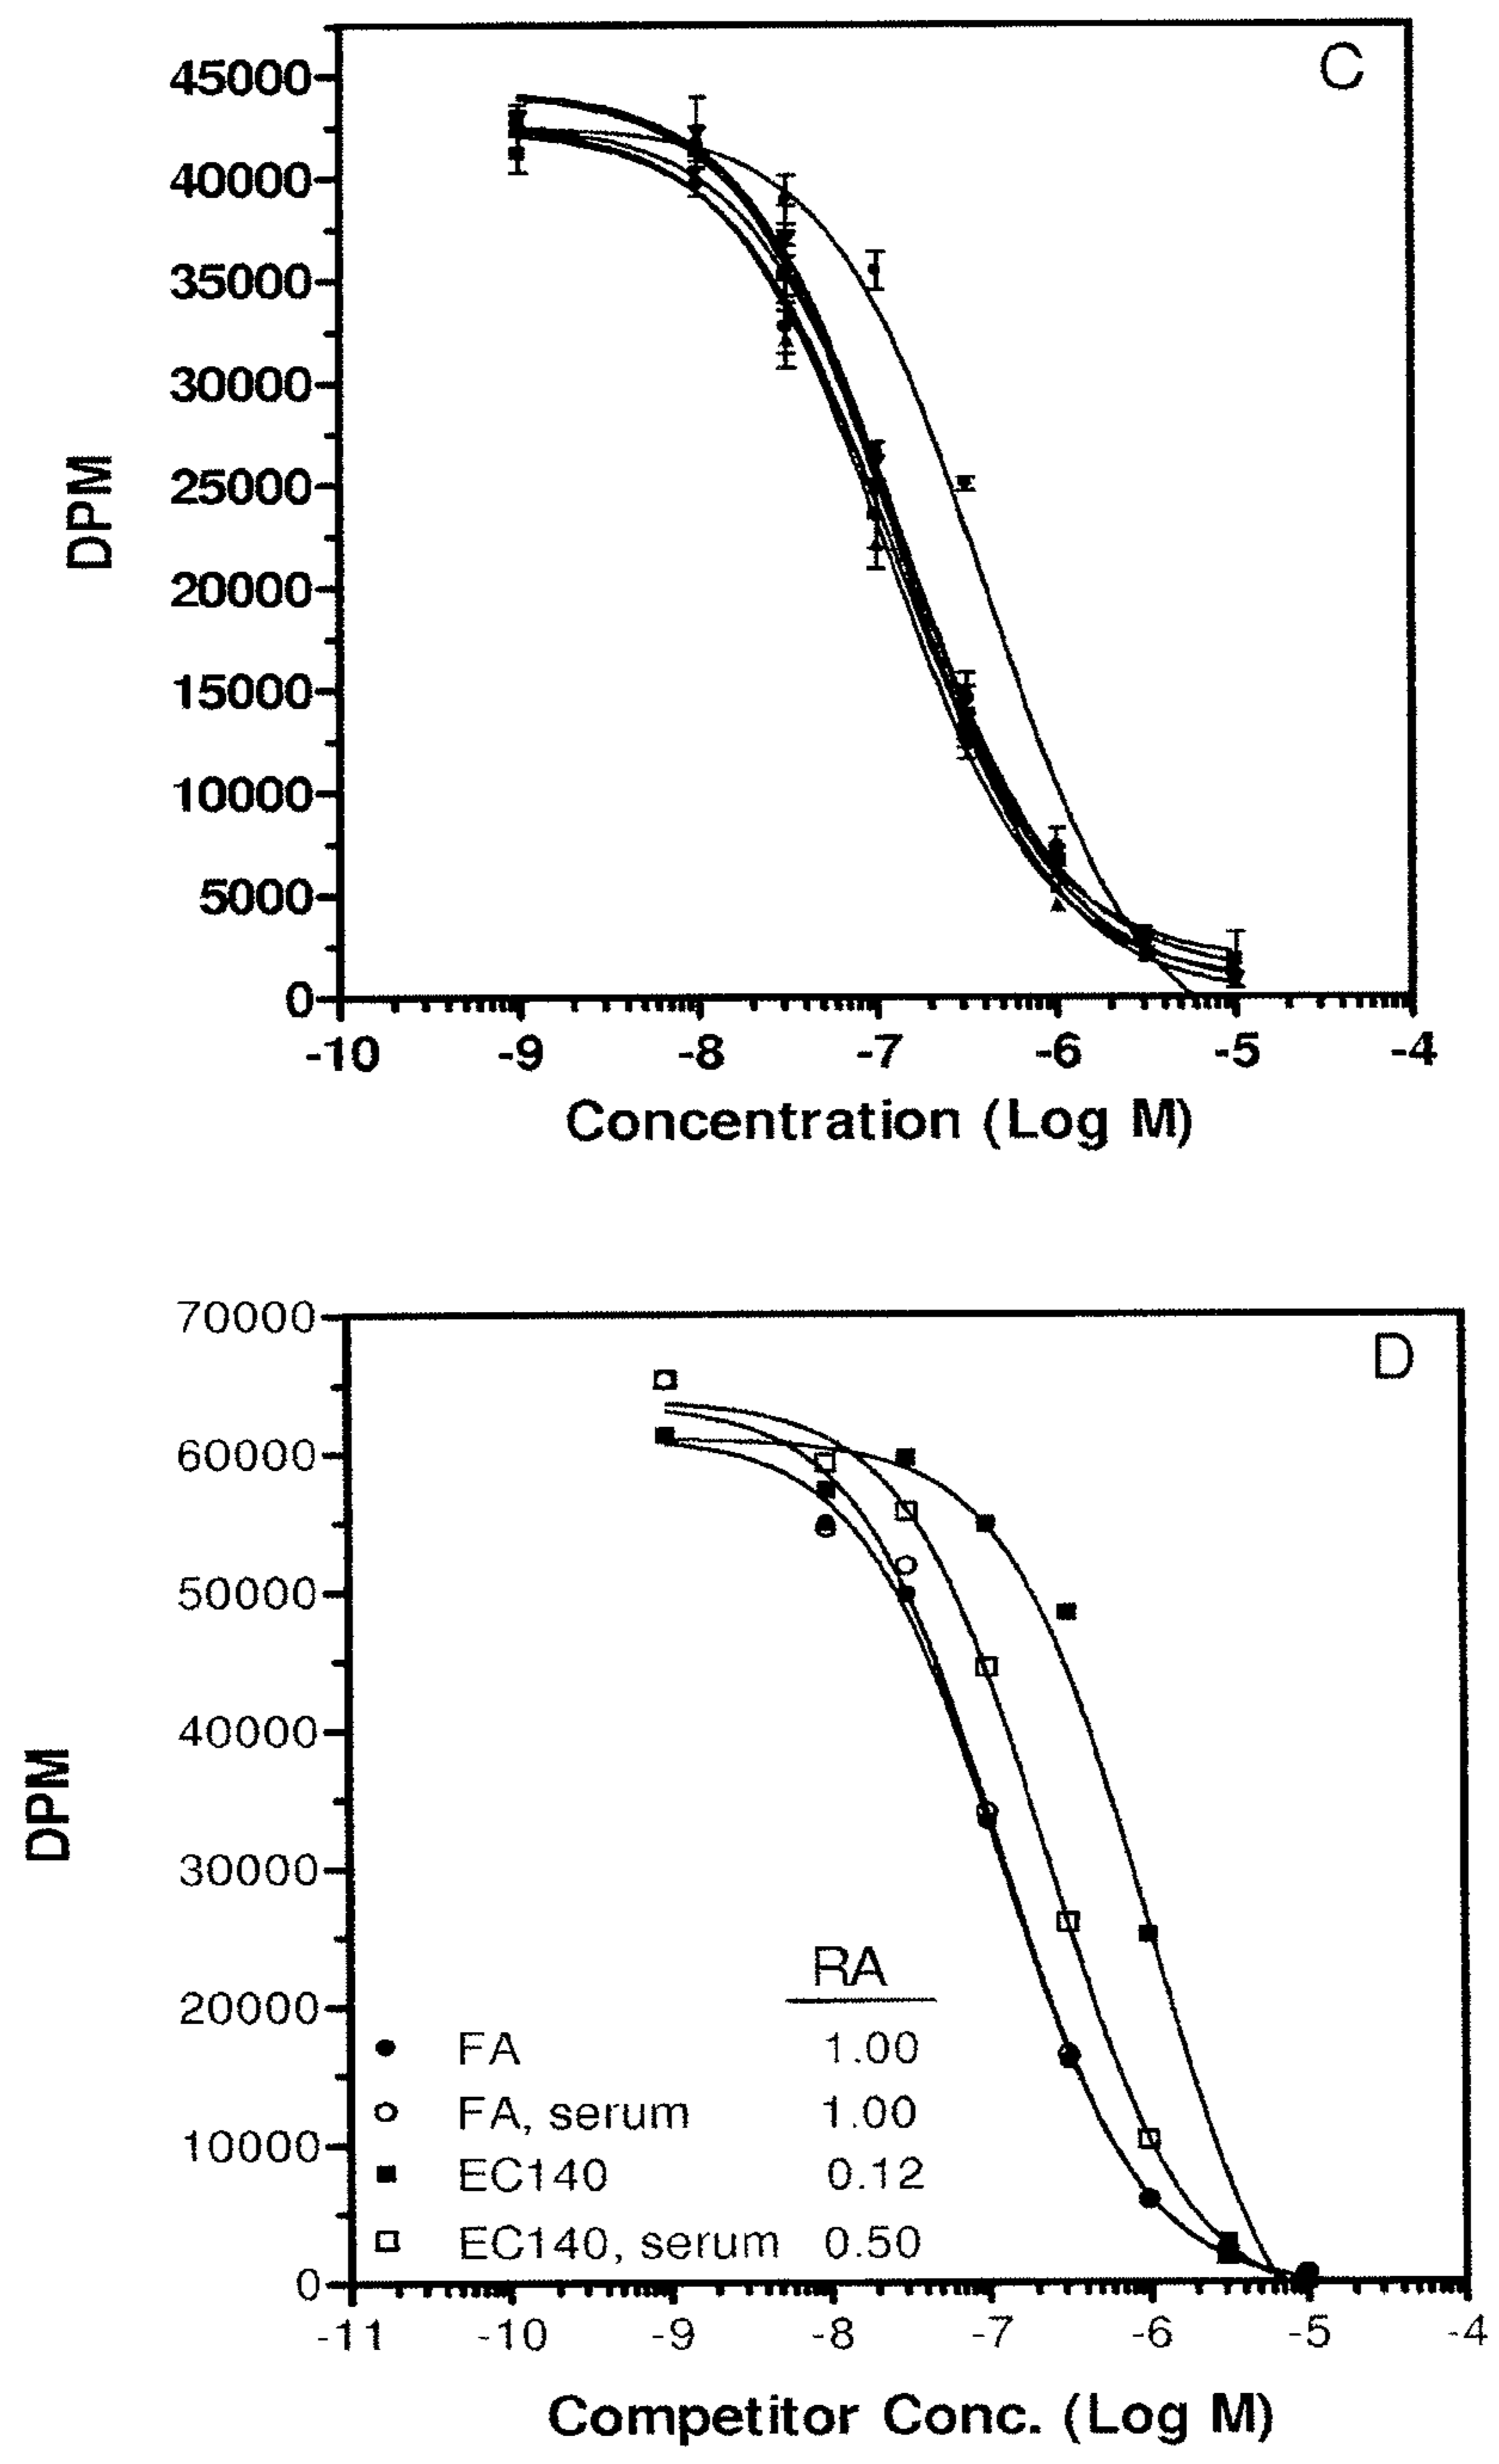 C
45000
40000
35000
30000
25000
20000
15000
10000
5000
0
DPM
-10 -9 -8 -7 -6 -5 -4
Concentration (Log M)
D
70000
60000
50000
40000
30000
20000
10000
0
DPM
RA
FA 1.00
FA, serum 1.00
EC140 0.12
EC140, serum 0.50
-11 -10 -9 -8 -7 -6 -5 -4
Competitor Conc. (Log M)